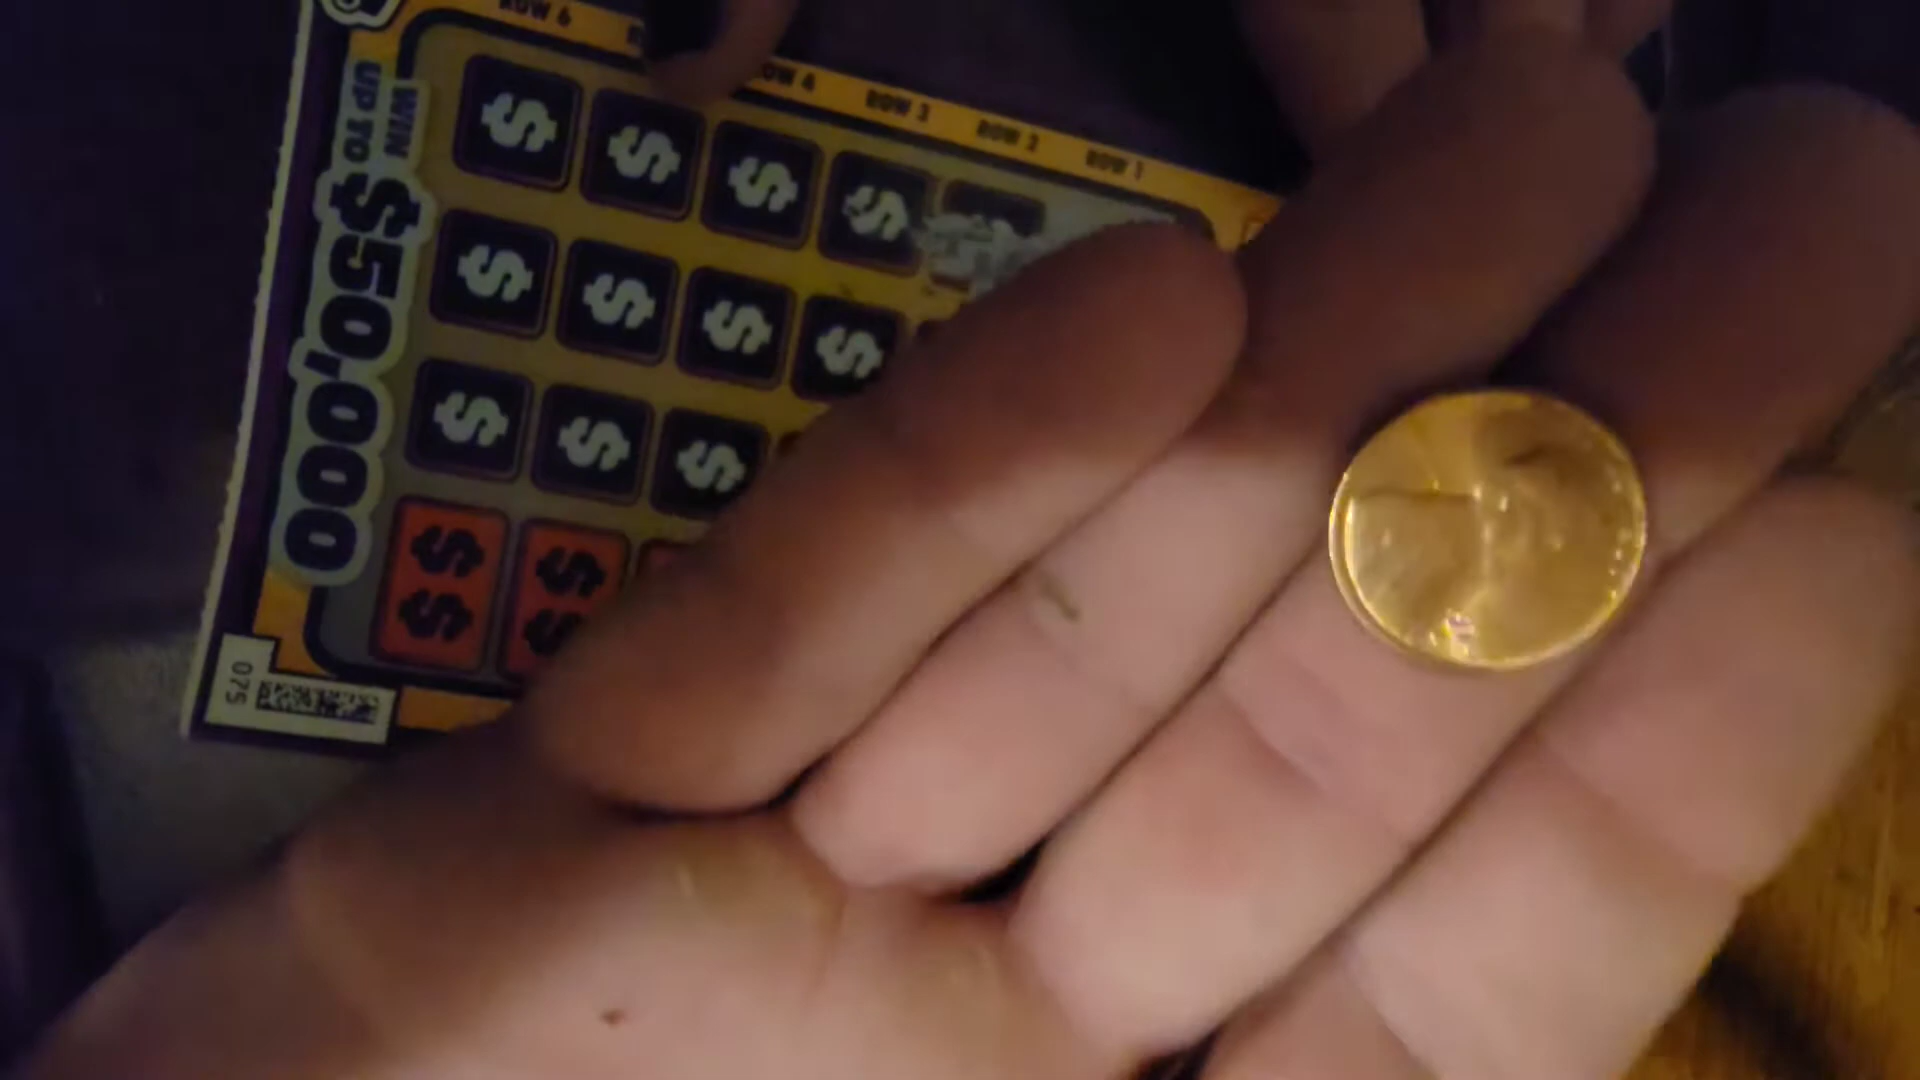 ROW 6
ROW 4
ROW 3
ROW 2
ROW 1
WIN
UP TO
$50,000
$ $ $ $
$ $ $ $
$ $ $
$ $
$ $
075